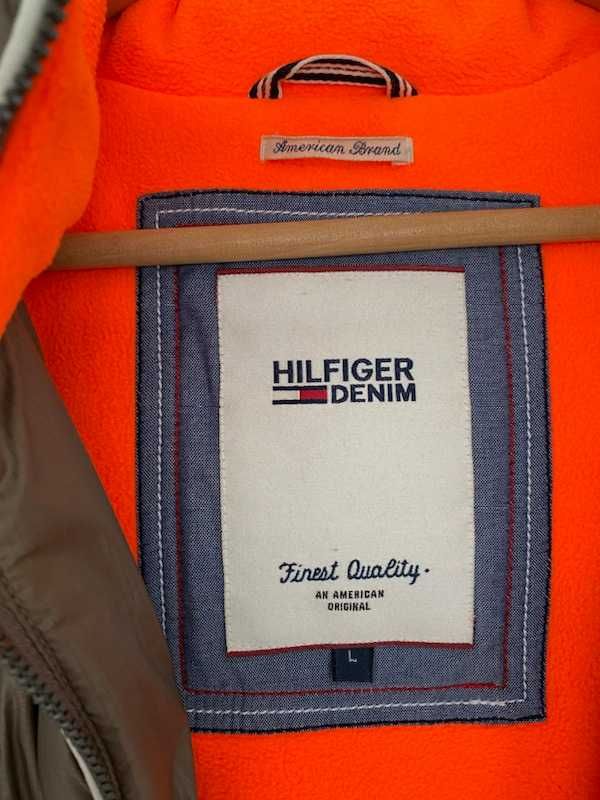 American Brand
HILFIGER
DENIM
Finest Quality.
AN AMERICAN
ORIGINAL
L